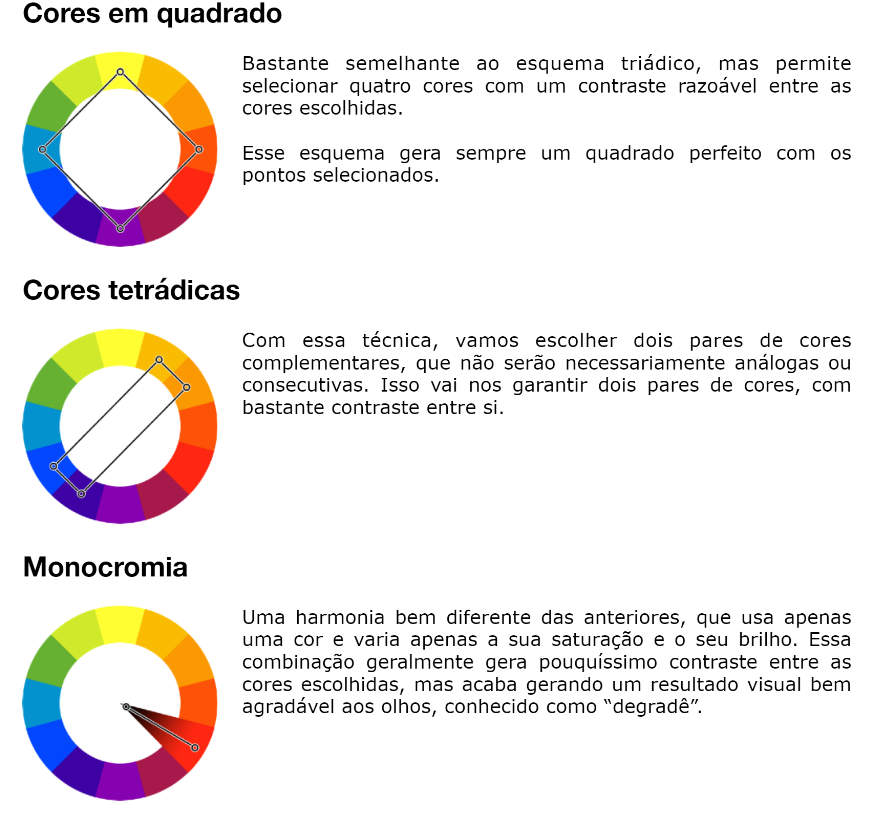 Cores em quadrado
Bastante semelhante ao esquema triádico, mas permite
selecionar quatro cores com um contraste razoável entre as
cores escolhidas.
Esse esquema gera sempre um quadrado perfeito com os
pontos selecionados.
Cores tetrádicas
Com essa técnica, vamos escolher dois pares de cores
complementares, que não serão necessariamente análogas ou
consecutivas. Isso vai nos garantir dois pares de cores, com
bastante contraste entre si.
Monocromia
Uma harmonia bem diferente das anteriores, que usa apenas
uma cor e varia apenas a sua saturação e o seu brilho. Essa
combinação geralmente gera pouquíssimo contraste entre as
cores escolhidas, mas acaba gerando um resultado visual bem
agradável aos olhos, conhecido como “degradê”.